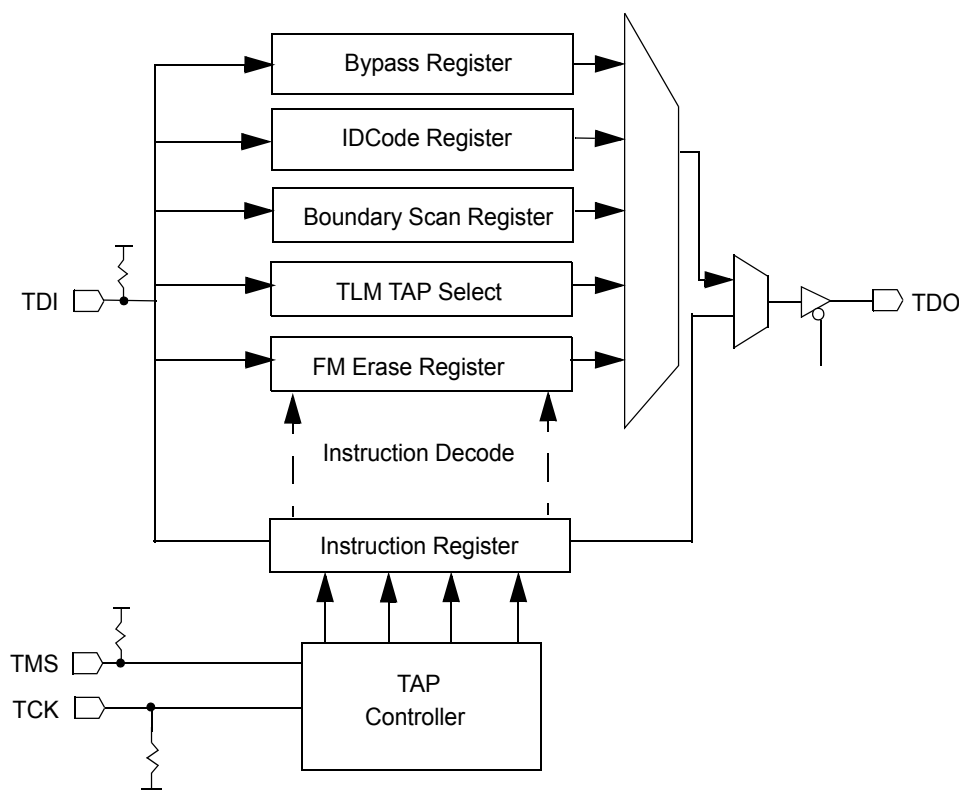 Bypass Register
IDCode Register
Boundary Scan Register
TDI
TLM TAP Select
TDO
FM Erase Register
Instruction Decode
Instruction Register
TMS
TCK
TAP
Controller